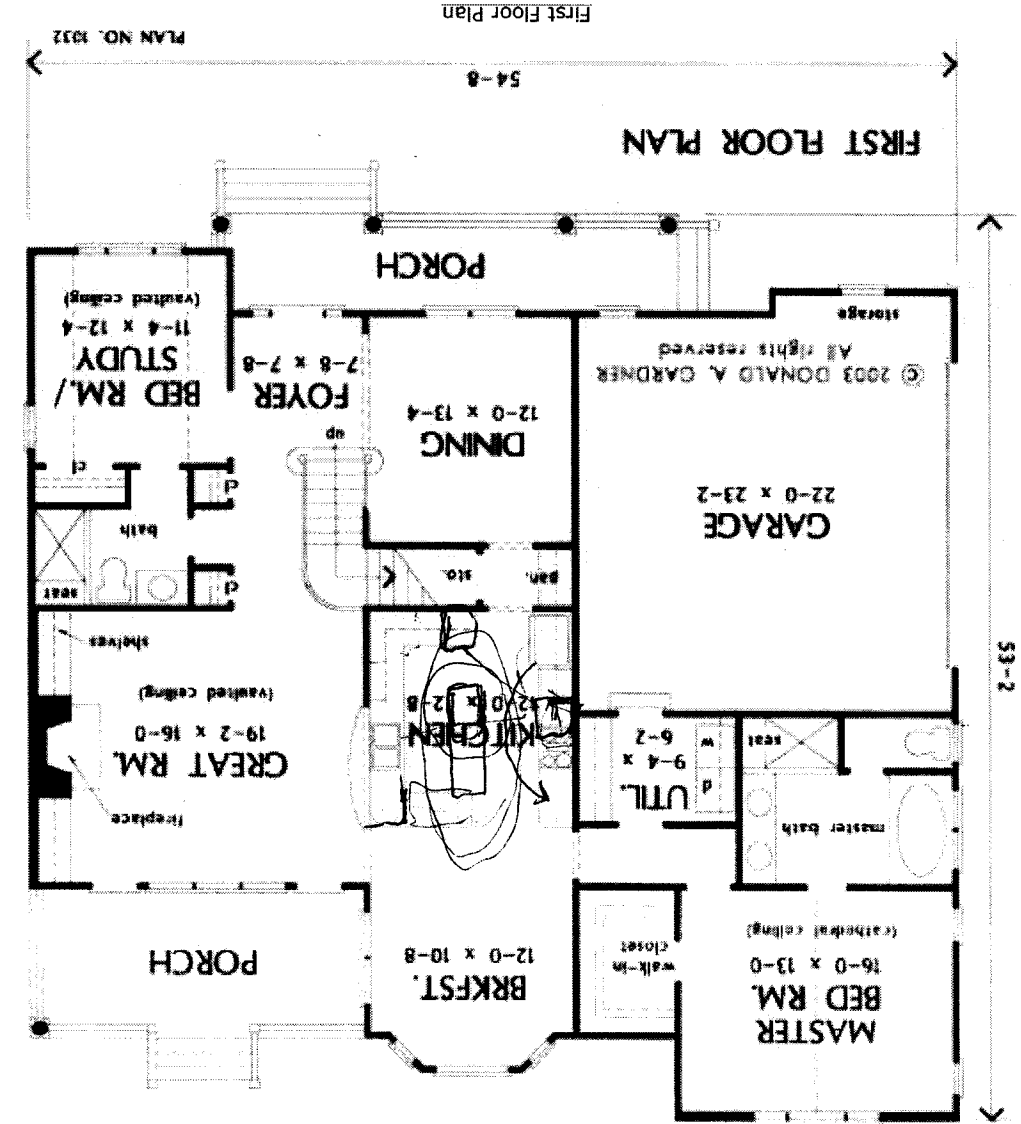 MASTER
BED RM.
16-0 x 13-0
(cathedral ceiling)
BRKFST.
12-0 x 10-8
PORCH
walk-in
closet
master bath
UTIL.
9-4 x
6-2
d
w
seat
KITCHEN
12-0 x 12-8
fireplace
GREAT RM.
19-2 x 16-0
(vaulted ceiling)
shelves
53-2
GARAGE
22-0 x 23-2
pan.
sto.
cl
seat
bath
cl
cl
up
DINING
12-0 x 13-4
FOYER
7-8 x 7-8
BED RM./
STUDY
11-4 x 12-4
(vaulted ceiling)
© 2003 DONALD A. GARDNER
All rights reserved
storage
PORCH
FIRST FLOOR PLAN
54-8
PLAN NO. 1032
First Floor Plan